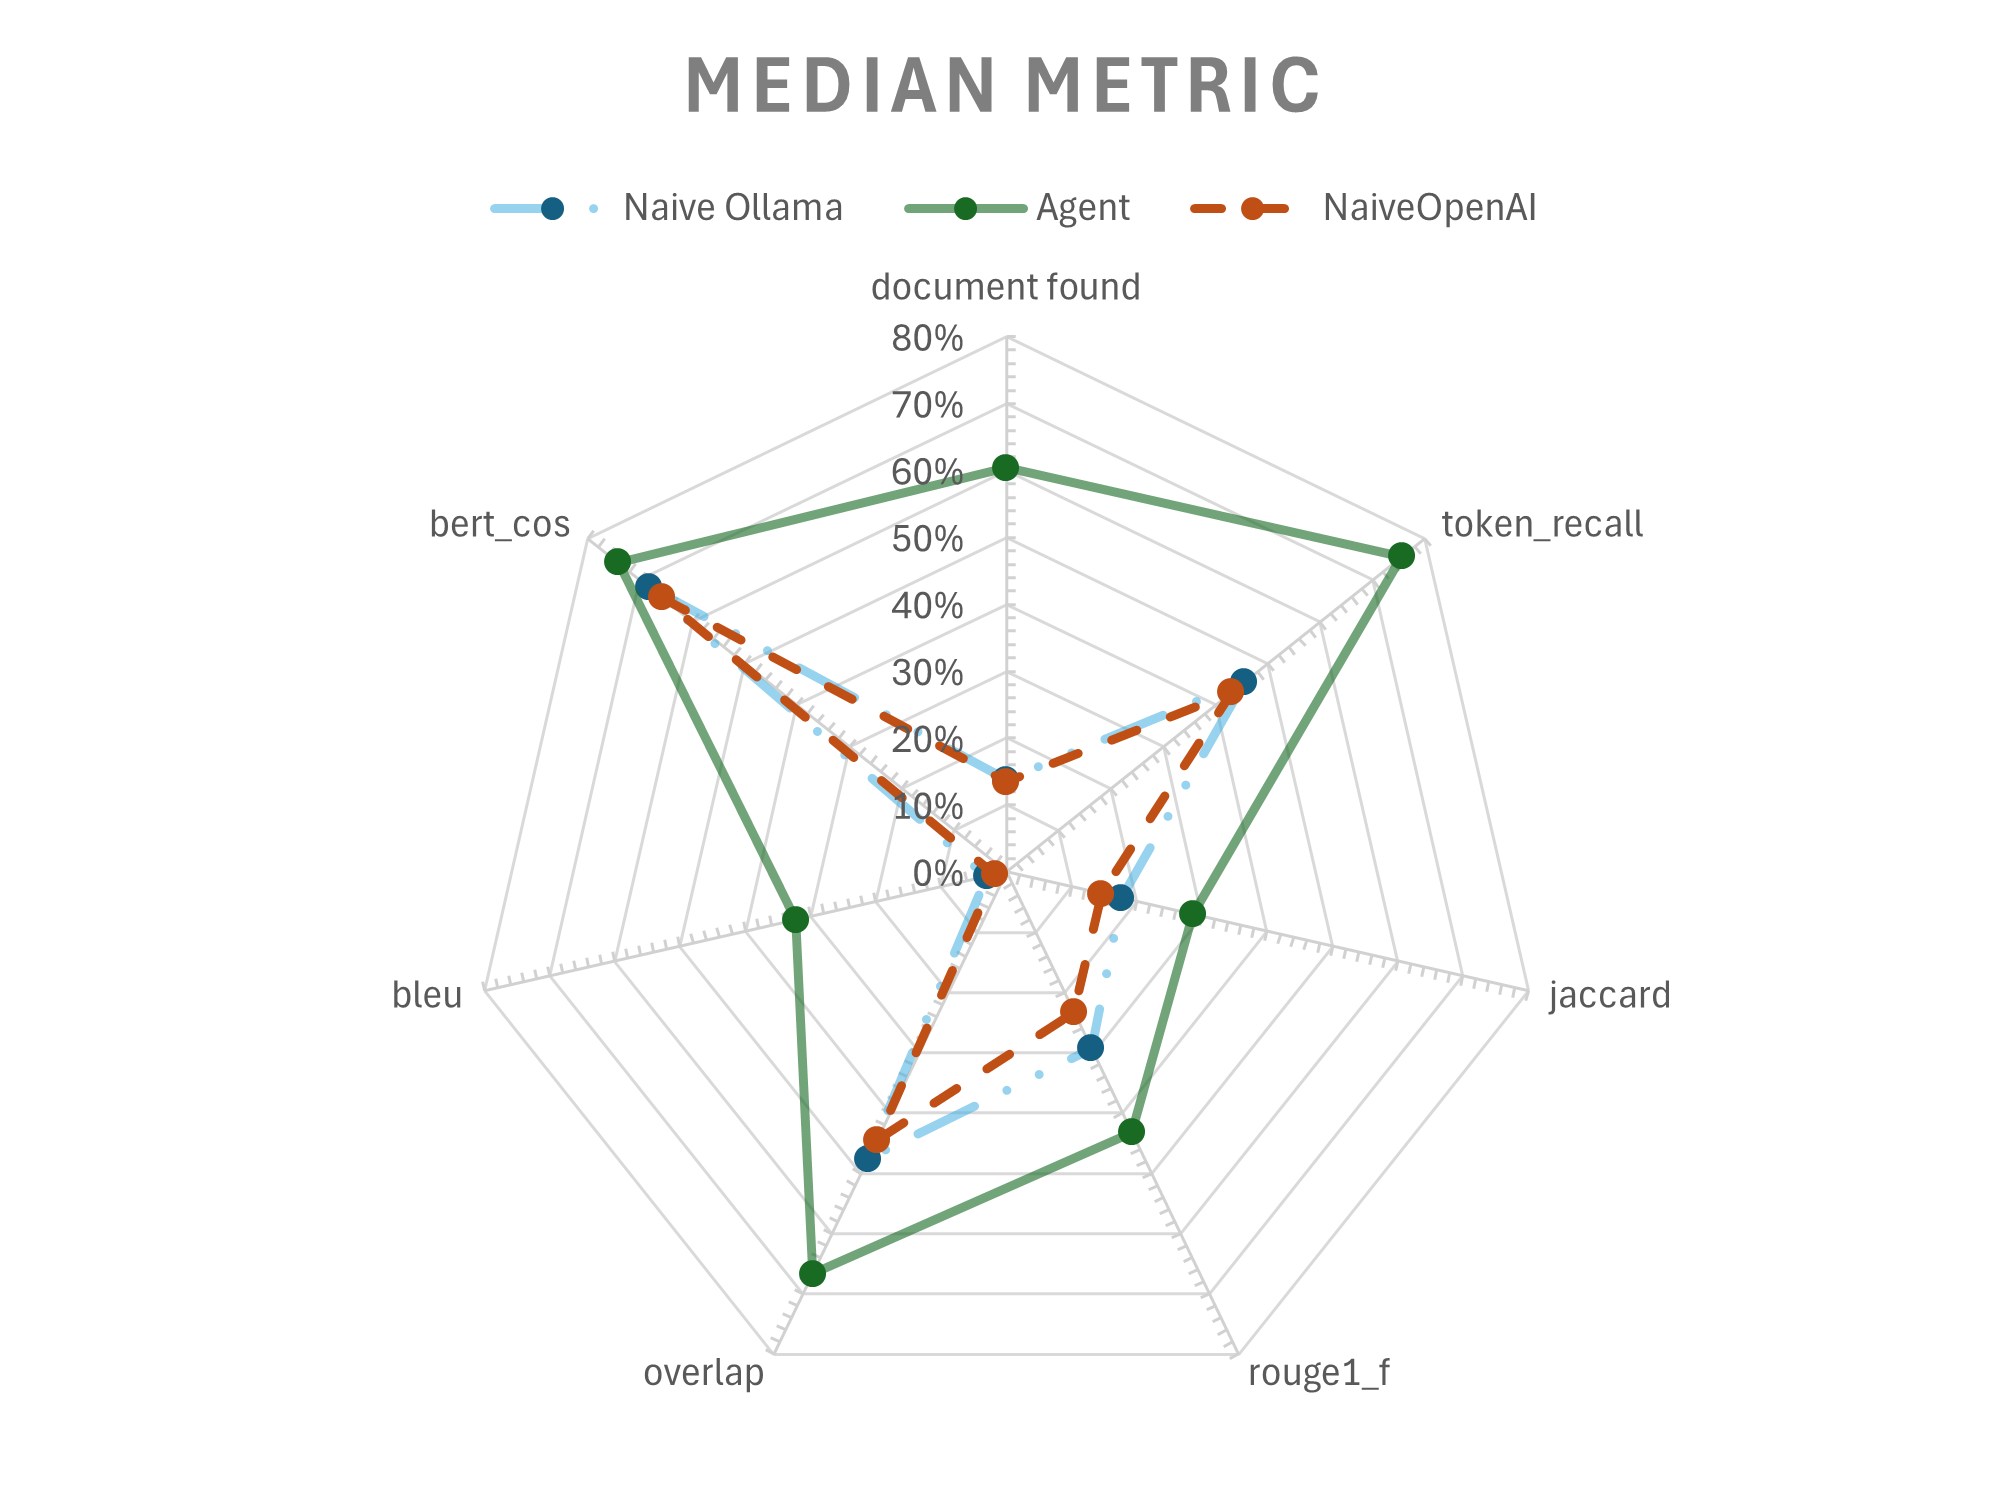 MEDIAN METRIC
Naive Ollama
Agent
NaiveOpenAI
document found
80%
70%
60%
50%
40%
30%
20%
10%
0%
bert_cos
token_recall
bleu
jaccard
overlap
rouge1_f